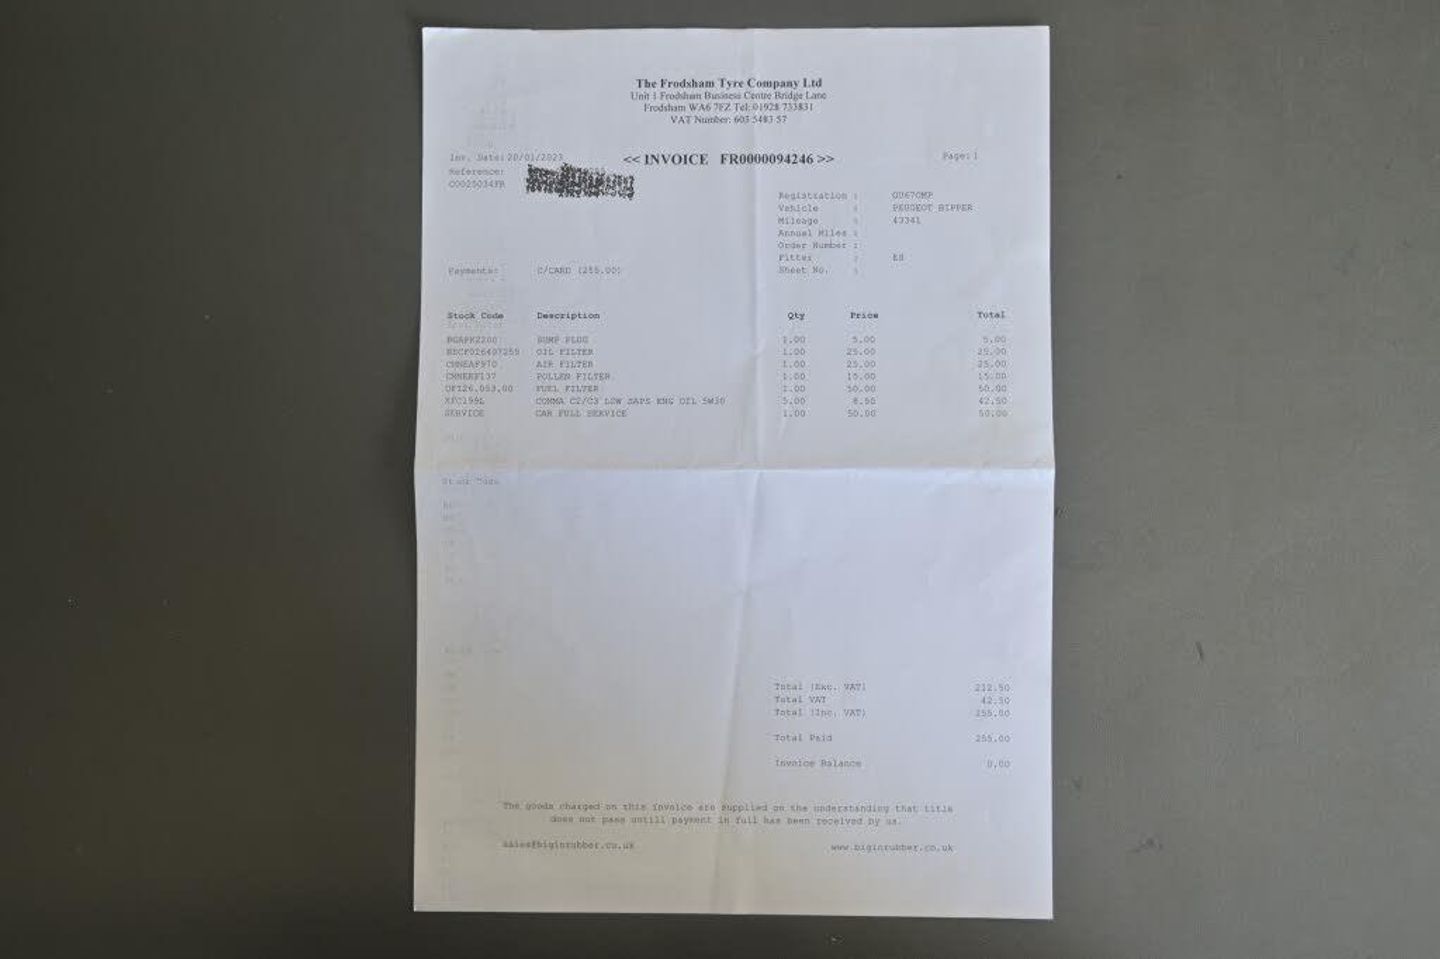 The Frodsham Tyre Company Ltd
Unit 1 Frodsham Business Centre Bridge Lane
Frodsham WA6 7FZ Tel: 01928 733831
VAT Number: 603 5483 57
Inv. Date: 20/01/2023 << INVOICE FR0000094246 >> Page: 1
Reference:
C0025034FR
Registration :
Vehicle : PEUGEOT BIPPER
Mileage : 43341
Annual Miles :
Order Number :
Fitter : ED
Payments: C/CARD (255.00) Sheet No. :
Stock Code Description Qty Price Total
SUMP PLUG 1.00 5.00 5.00
OIL FILTER 1.00 25.00 25.00
AIR FILTER 1.00 25.00 25.00
POLLEN FILTER 1.00 15.00 15.00
FUEL FILTER 1.00 50.00 50.00
COMMA C2/C3 LOW SAPS ENG OIL 5W30 5.00 8.50 42.50
SERVICE CAR FULL SERVICE 1.00 50.00 50.00
Stock Code
Total (Exc. VAT) 212.50
Total VAT 42.50
Total (Inc. VAT) 255.00
Total Paid 255.00
Invoice Balance 0.00
The goods charged on this invoice are supplied on the understanding that title
does not pass untill payment in full has been received by us.
sales@biginrubber.co.uk www.biginrubber.co.uk